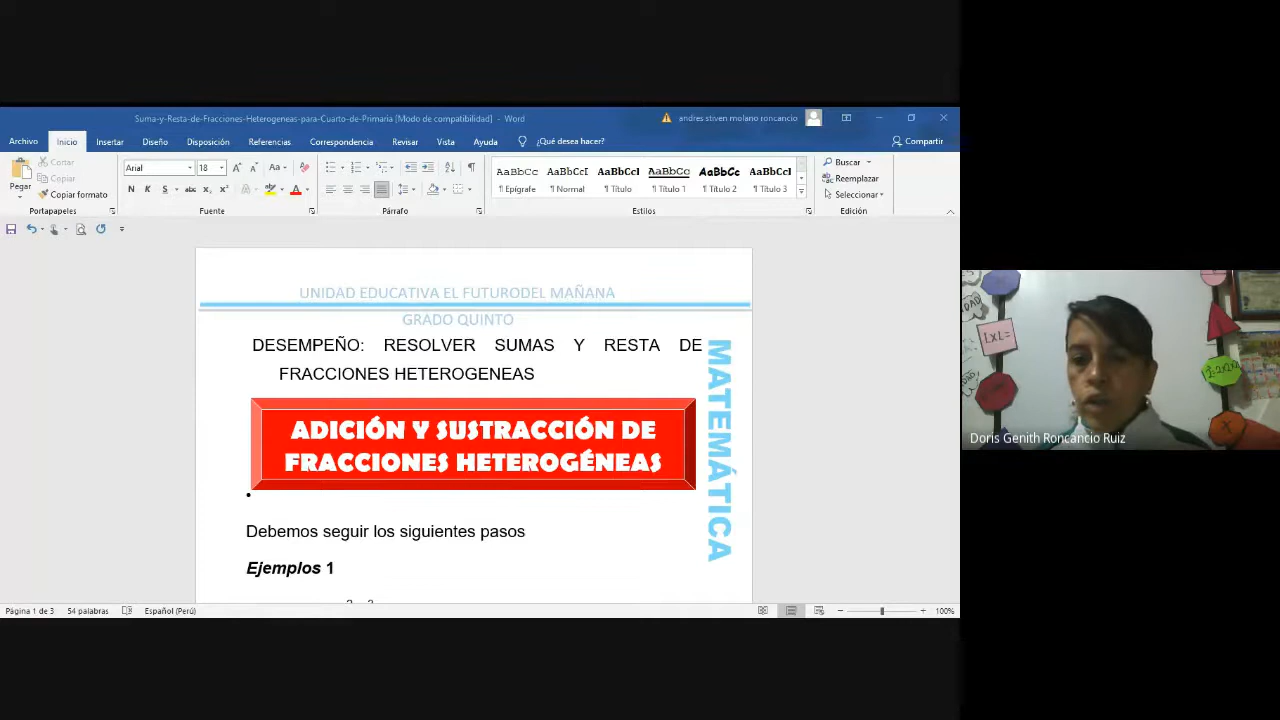 Suma-y-Resta-de-Fracciones-Heterogeneas-para-Cuarto-de-Primaria [Modo de compatibilidad] - Word
andres stiven molano roncancio
Archivo Inicio Insertar Diseño Disposición Referencias Correspondencia Revisar Vista Ayuda ¿Qué desea hacer? Compartir
Pegar
Cortar
Copiar
Copiar formato
Portapapeles
Arial 18
N K S abc x₂ x²
Fuente
Párrafo
AaBbCc AaBbCcI AaBbCcI AaBbCc AaBbCc AaBbCcI
¶ Epígrafe ¶ Normal ¶ Título ¶ Título 1 ¶ Título 2 ¶ Título 3
Estilos
Buscar
Reemplazar
Seleccionar
Edición
UNIDAD EDUCATIVA EL FUTURODEL MAÑANA
GRADO QUINTO
DESEMPEÑO: RESOLVER SUMAS Y RESTA DE
FRACCIONES HETEROGENEAS
MATEMÁTICA
ADICIÓN Y SUSTRACCIÓN DE
FRACCIONES HETEROGÉNEAS
Debemos seguir los siguientes pasos
Ejemplos 1
Página 1 de 3 54 palabras Español (Perú) 100%
Doris Genith Roncancio Ruiz